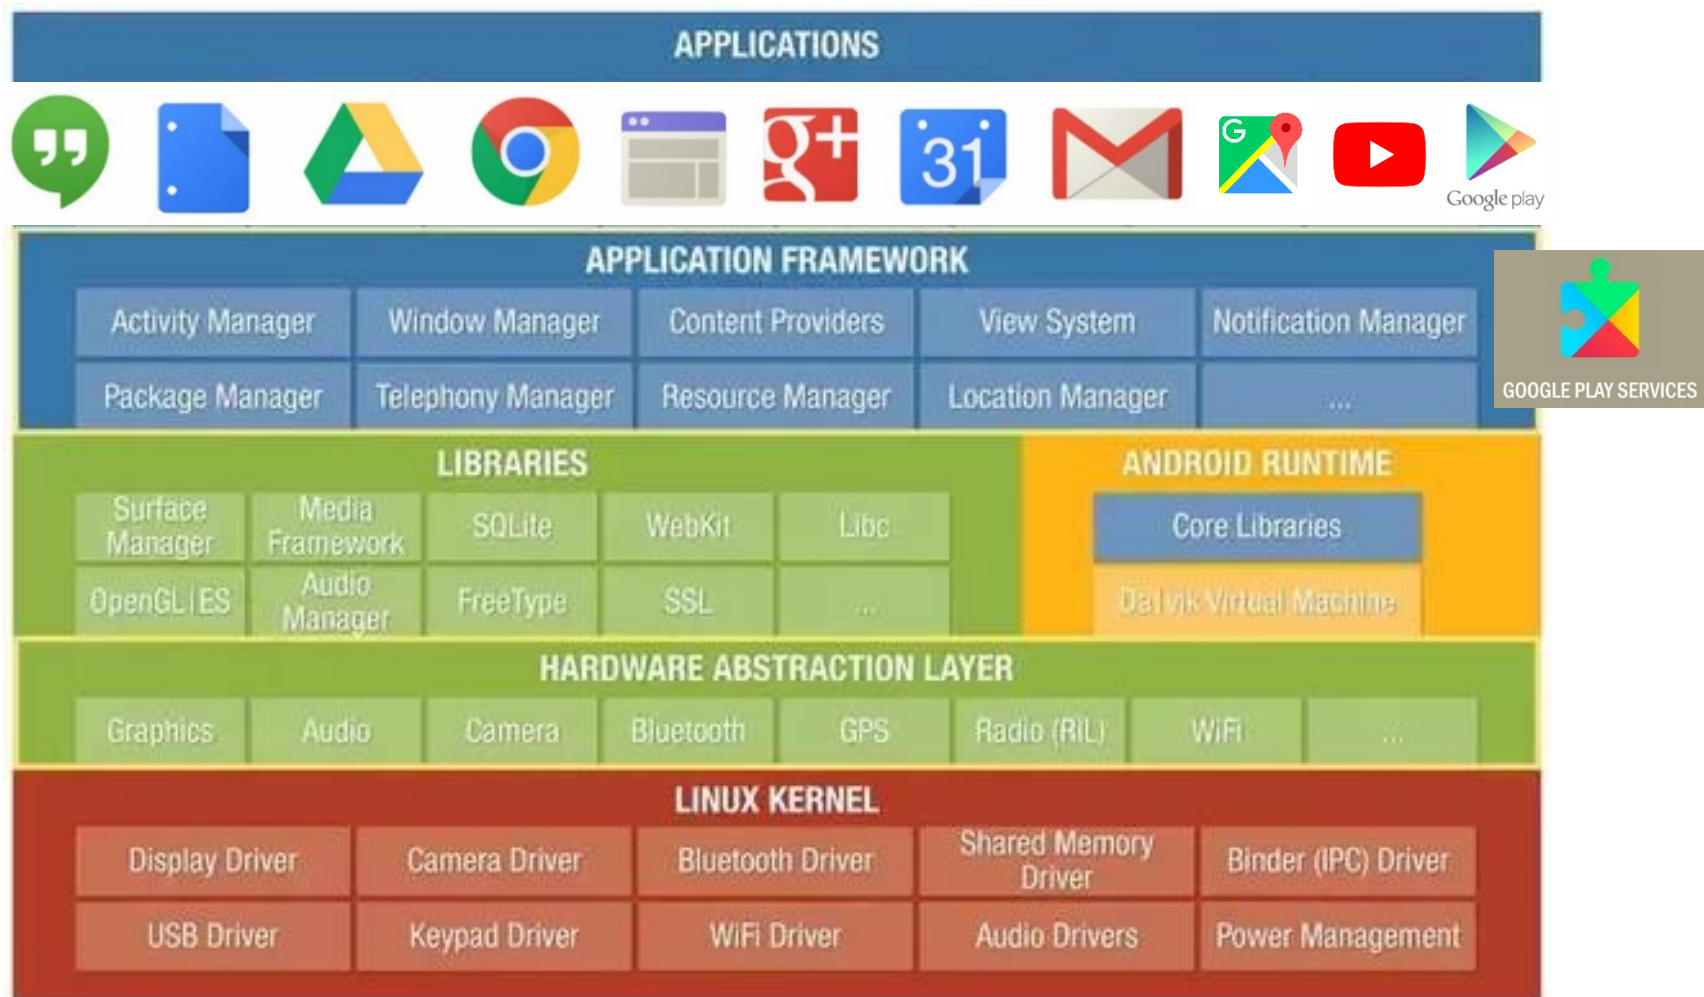 APPLICATIONS
g+
31
G
Google play
APPLICATION FRAMEWORK
Activity Manager
Window Manager
Content Providers
View System
Notification Manager
Package Manager
Telephony Manager
Resource Manager
Location Manager
...
GOOGLE PLAY SERVICES
LIBRARIES
Surface
Manager
Media
Framework
SQLite
WebKit
Libc
OpenGL|ES
Audio
Manager
FreeType
SSL
...
ANDROID RUNTIME
Core Libraries
Dalvik Virtual Machine
HARDWARE ABSTRACTION LAYER
Graphics
Audio
Camera
Bluetooth
GPS
Radio (RIL)
WiFi
...
LINUX KERNEL
Display Driver
Camera Driver
Bluetooth Driver
Shared Memory
Driver
Binder (IPC) Driver
USB Driver
Keypad Driver
WiFi Driver
Audio Drivers
Power Management